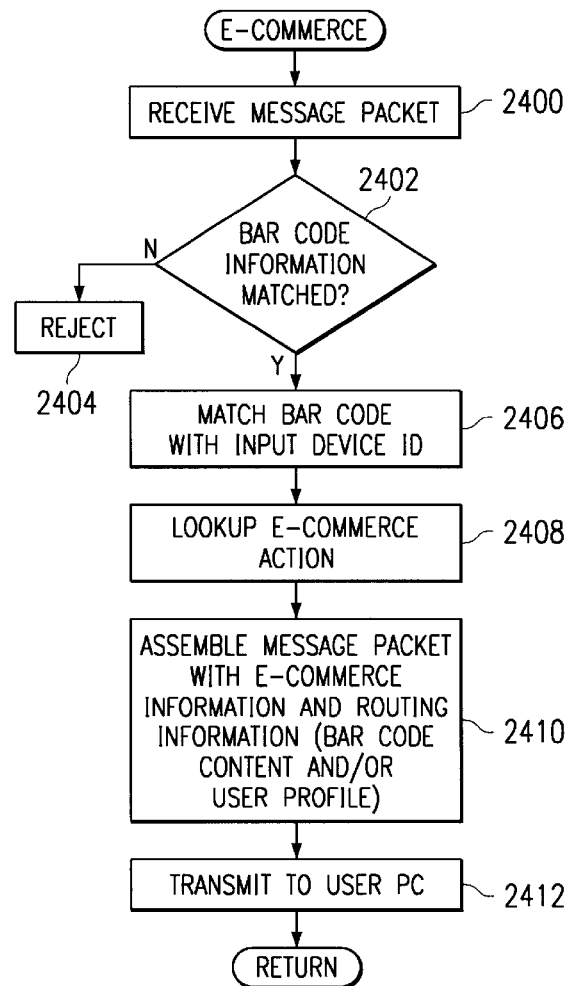 E-COMMERCE
RECEIVE MESSAGE PACKET
2400
2402
BAR CODE
INFORMATION
MATCHED?
N
REJECT
2404
Y
MATCH BAR CODE
WITH INPUT DEVICE ID
2406
LOOKUP E-COMMERCE
ACTION
2408
ASSEMBLE MESSAGE PACKET
WITH E-COMMERCE
INFORMATION AND ROUTING
INFORMATION (BAR CODE
CONTENT AND/OR
USER PROFILE)
2410
TRANSMIT TO USER PC
2412
RETURN